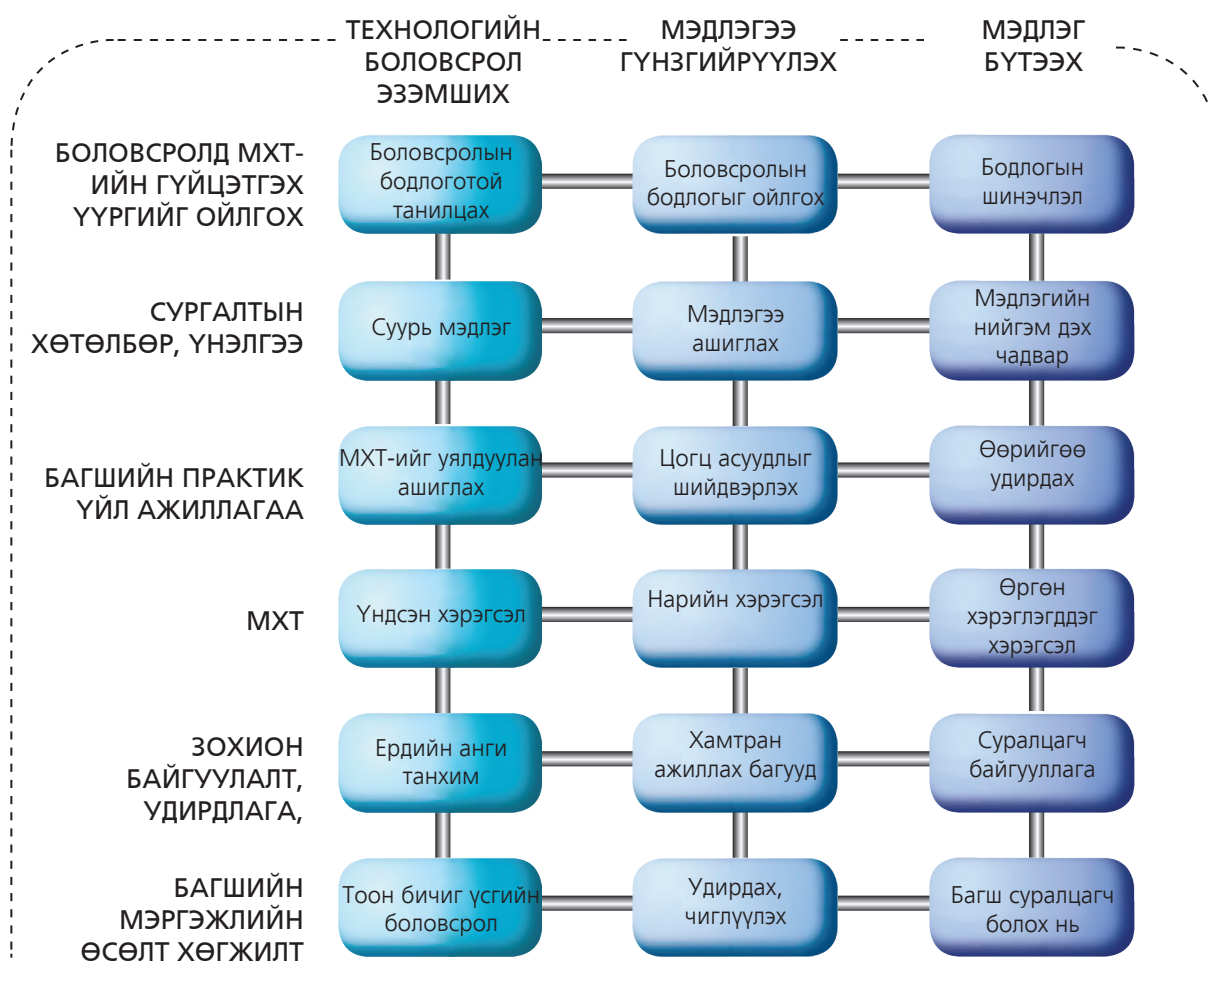 ТЕХНОЛОГИЙН
БОЛОВСРОЛ
ЭЗЭМШИХ
МЭДЛЭГЭЭ
ГҮНЗГИЙРҮҮЛЭХ
МЭДЛЭГ
БҮТЭЭХ
БОЛОВСРОЛД МХТ-
ИЙН ГҮЙЦЭТГЭХ
ҮҮРГИЙГ ОЙЛГОХ
Боловсролын
бодлоготой
танилцах
Боловсролын
бодлогыг ойлгох
Бодлогын
шинэчлэл
СУРГАЛТЫН
ХӨТӨЛБӨР, ҮНЭЛГЭЭ
Суурь мэдлэг
Мэдлэгээ
ашиглах
Мэдлэгийн
нийгэм дэх
чадвар
БАГШИЙН ПРАКТИК
ҮЙЛ АЖИЛЛАГАА
МХТ-ийг уялдуулан
ашиглах
Цогц асуудлыг
шийдвэрлэх
Өөрийгөө
удирдах
МХТ
Үндсэн хэрэгсэл
Нарийн хэрэгсэл
Өргөн
хэрэглэгддэг
хэрэгсэл
ЗОХИОН
БАЙГУУЛАЛТ,
УДИРДЛАГА,
Ердийн анги
танхим
Хамтран
ажиллах багууд
Суралцагч
байгууллага
БАГШИЙН
МЭРГЭЖЛИЙН
ӨСӨЛТ ХӨГЖИЛТ
Тоон бичиг үсгийн
боловсрол
Удирдах,
чиглүүлэх
Багш суралцагч
болох нь